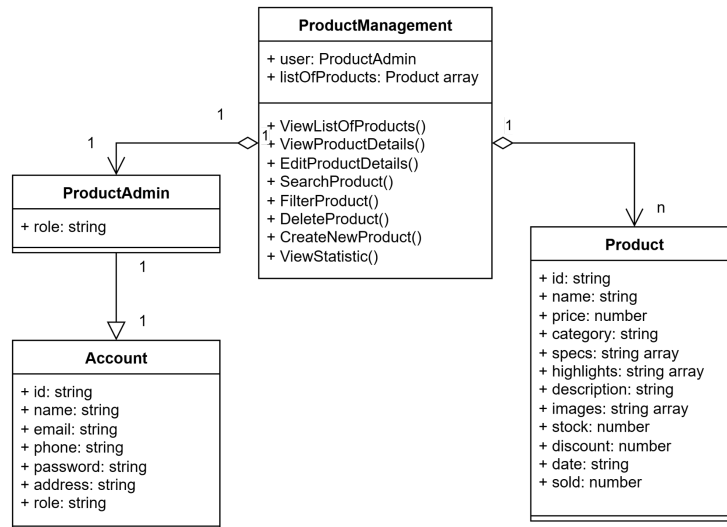 ProductManagement
+ user: ProductAdmin
+ listOfProducts: Product array
+ ViewListOfProducts()
+ ViewProductDetails()
+ EditProductDetails()
+ SearchProduct()
+ FilterProduct()
+ DeleteProduct()
+ CreateNewProduct()
+ ViewStatistic()
1
1
1
1
n
ProductAdmin
+ role: string
1
1
Account
+ id: string
+ name: string
+ email: string
+ phone: string
+ password: string
+ address: string
+ role: string
Product
+ id: string
+ name: string
+ price: number
+ category: string
+ specs: string array
+ highlights: string array
+ description: string
+ images: string array
+ stock: number
+ discount: number
+ date: string
+ sold: number